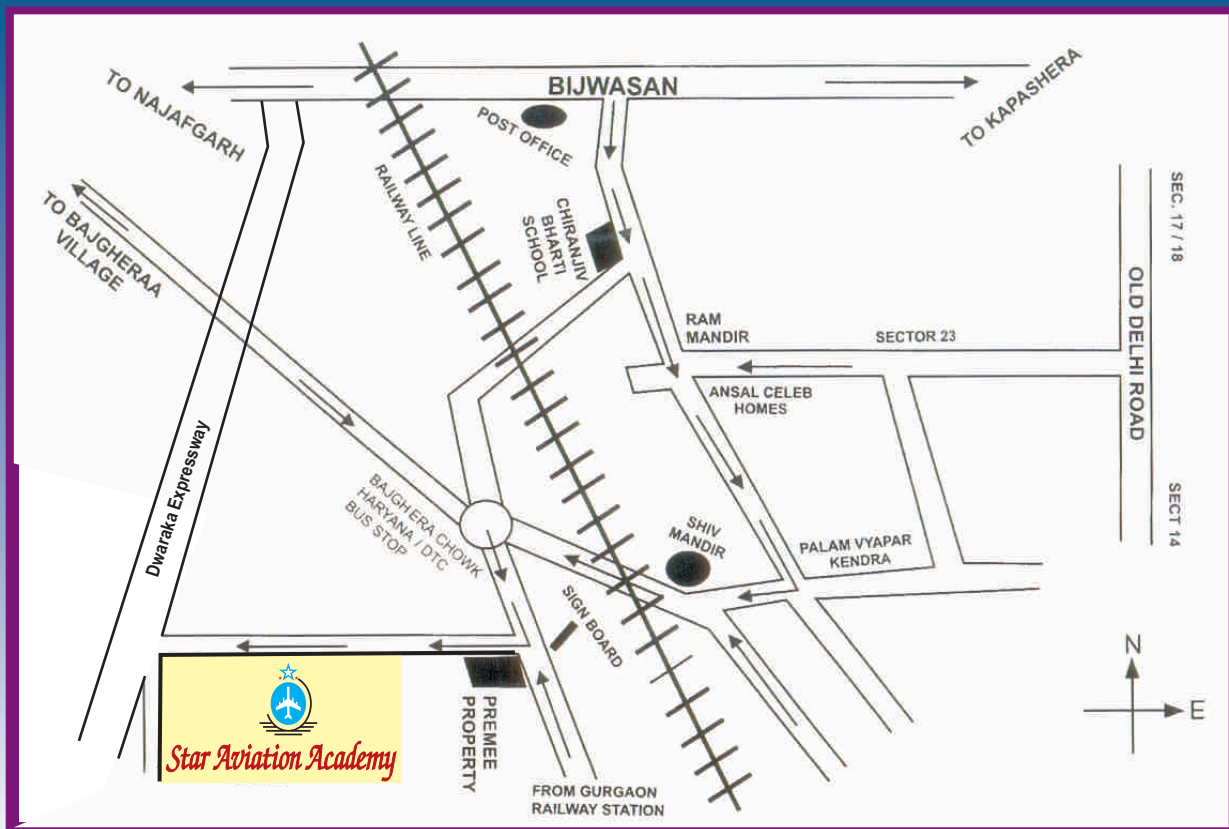 TO NAJAFGARH
BIJWASAN
TO KAPASHERA
POST OFFICE
TO BAJGHERAA
VILLAGE
RAILWAY LINE
CHIRANJIV
BHARTI
SCHOOL
SEC. 17 / 18
OLD DELHI ROAD
SECT 14
RAM
MANDIR
SECTOR 23
ANSAL CELEB
HOMES
Dwaraka Expressway
BAJGHERA CHOWK
HARYANA / DTC
BUS STOP
SHIV
MANDIR
PALAM VYAPAR
KENDRA
SIGN BOARD
Star Aviation Academy
PREMEE
PROPERTY
FROM GURGAON
RAILWAY STATION
N
E